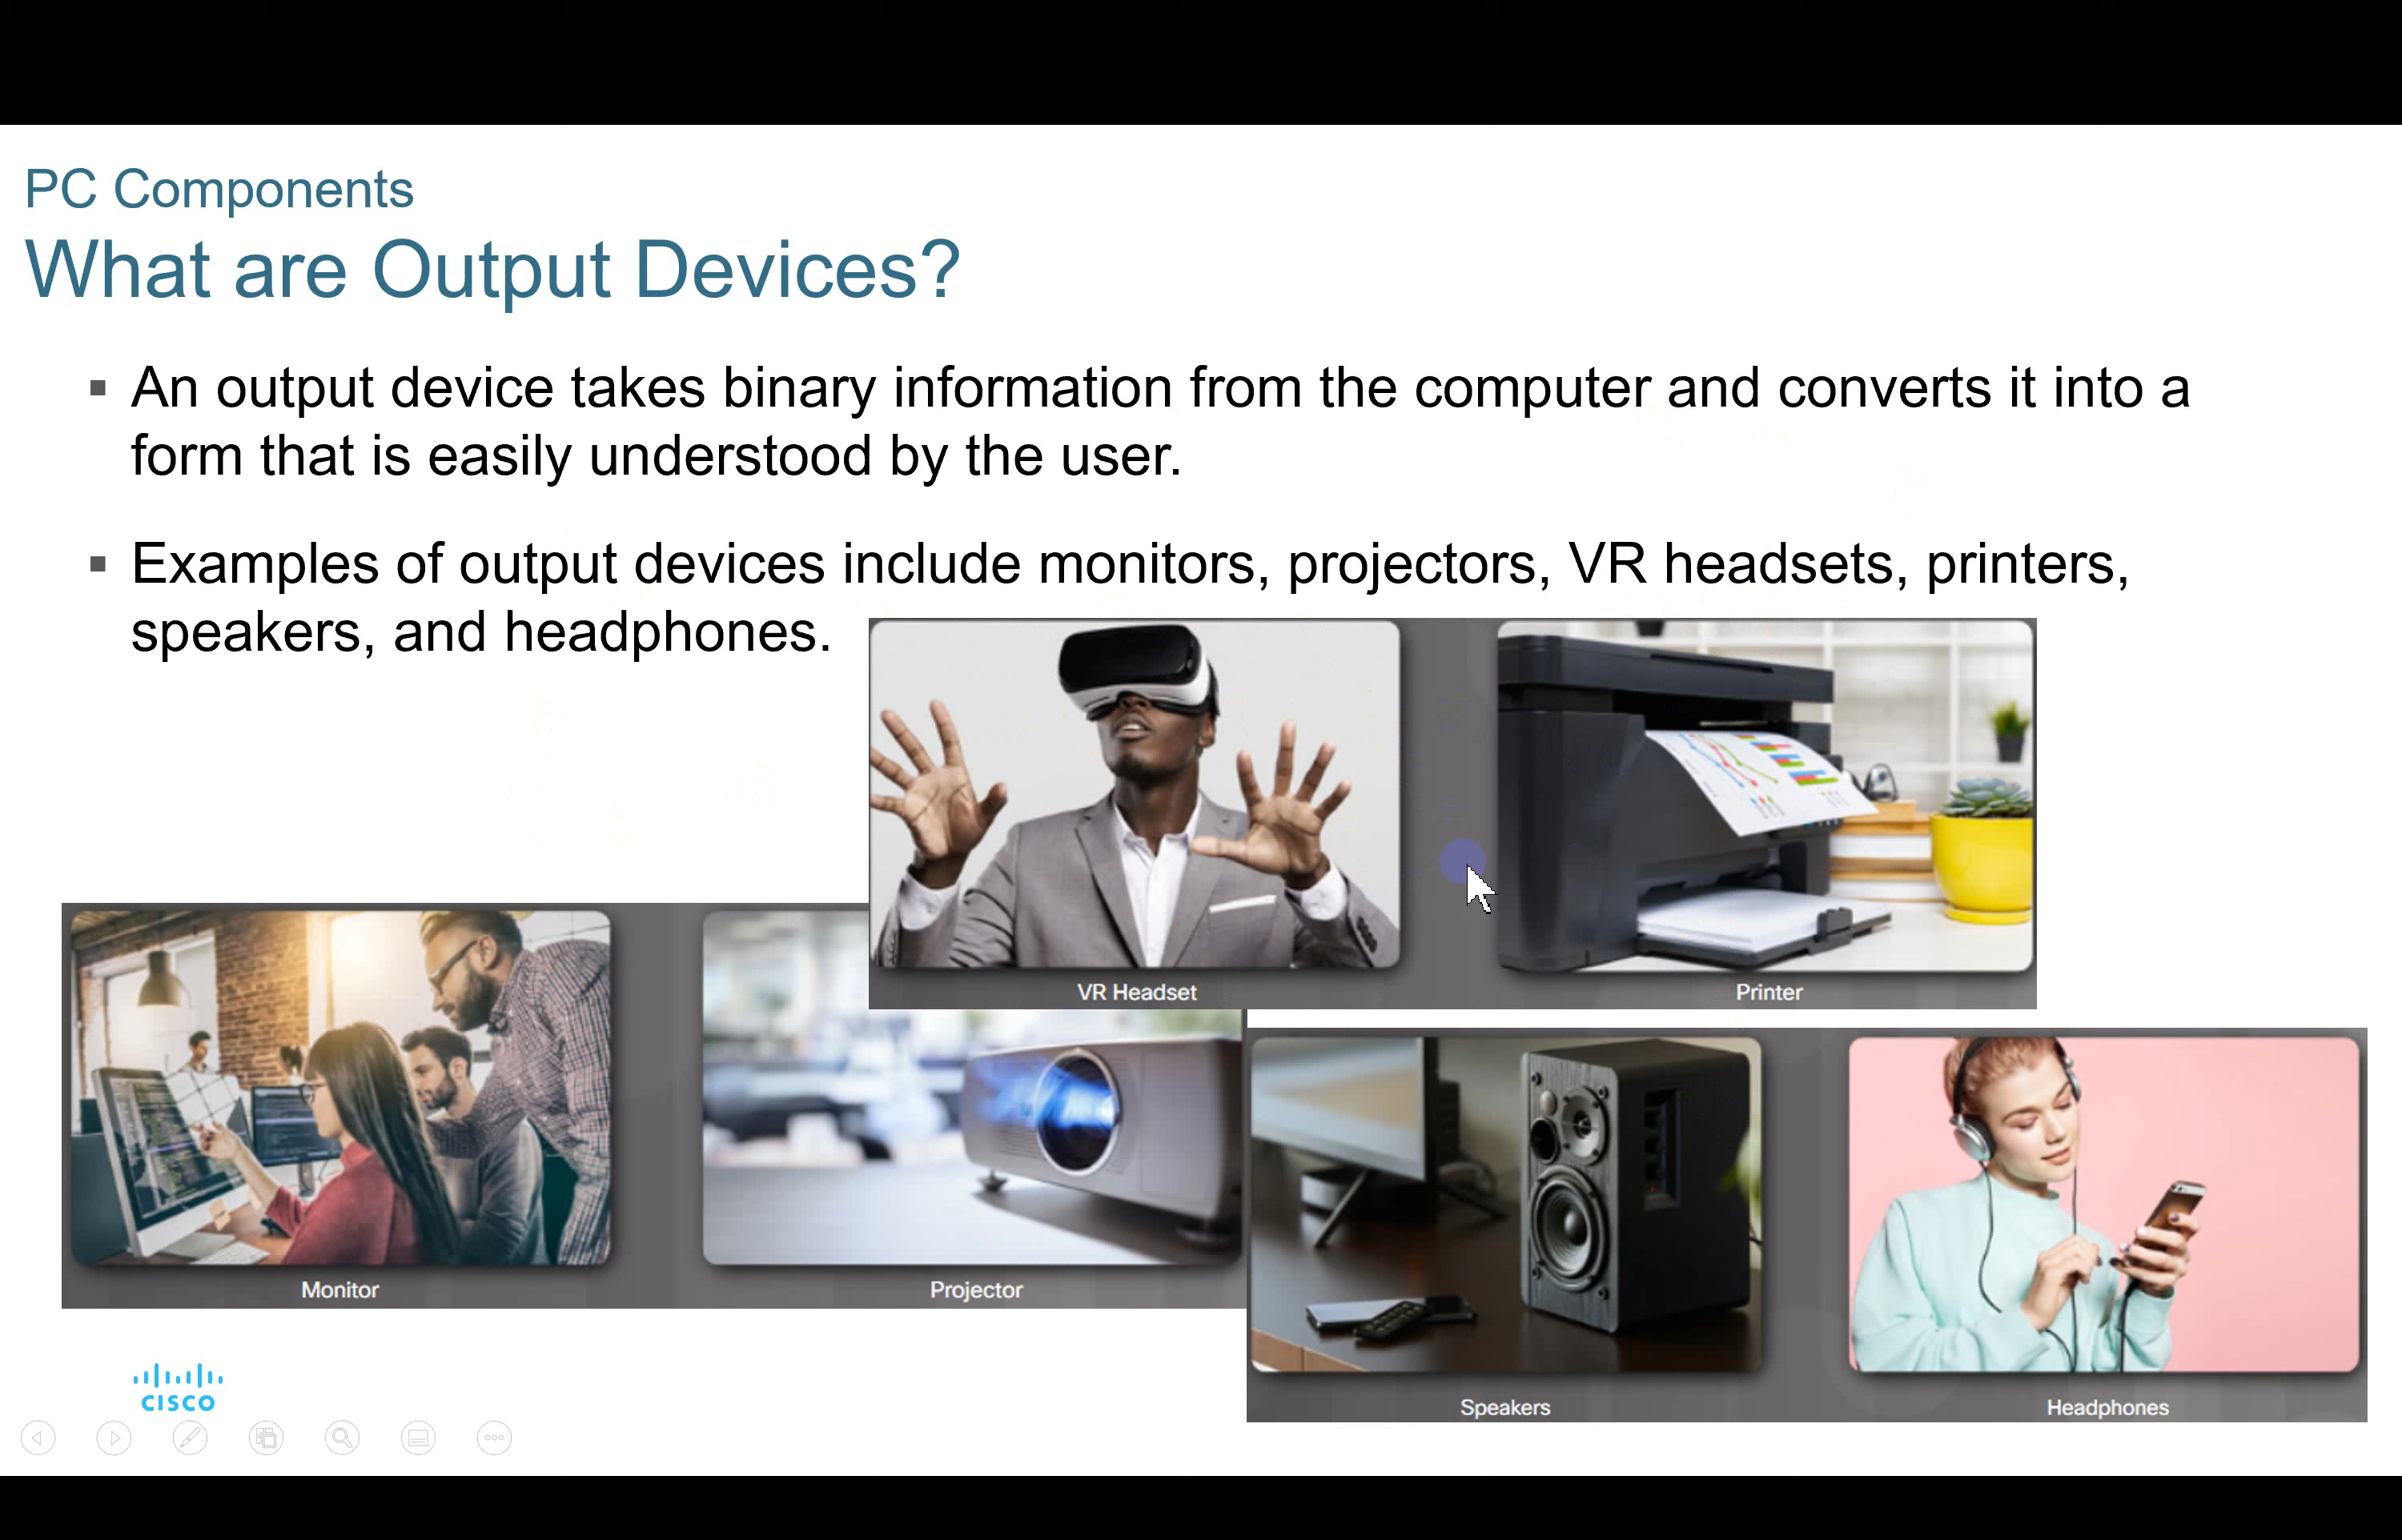 PC Components
What are Output Devices?
▪ An output device takes binary information from the computer and converts it into a
form that is easily understood by the user.
▪ Examples of output devices include monitors, projectors, VR headsets, printers,
speakers, and headphones.
VR Headset
Printer
Monitor
Projector
Speakers
Headphones
CISCO